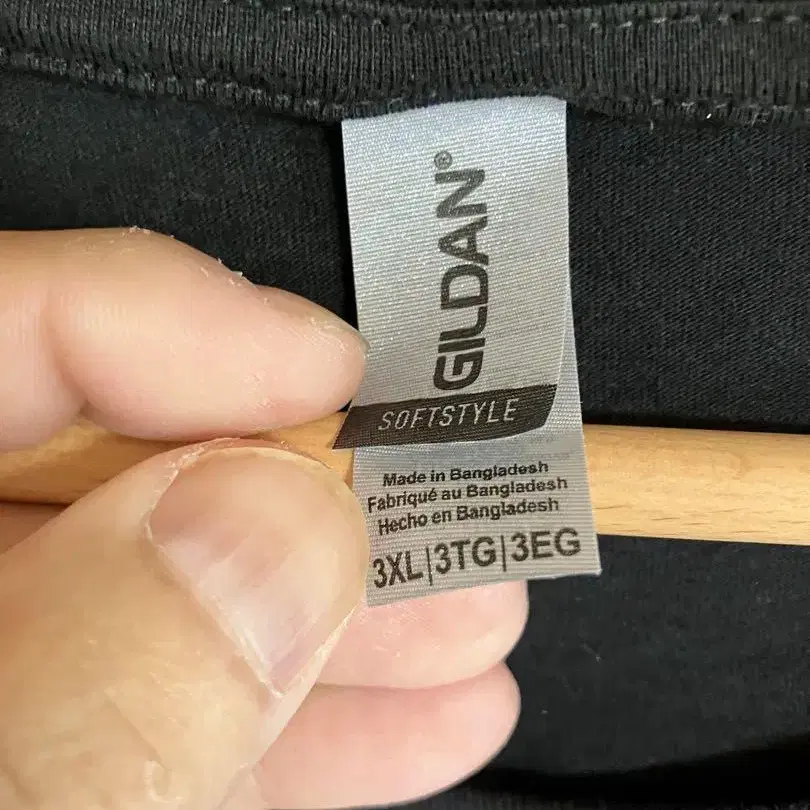 GILDAN®
SOFTSTYLE
Made in Bangladesh
Fabriqué au Bangladesh
Hecho en Bangladesh
3XL|3TG|3EG